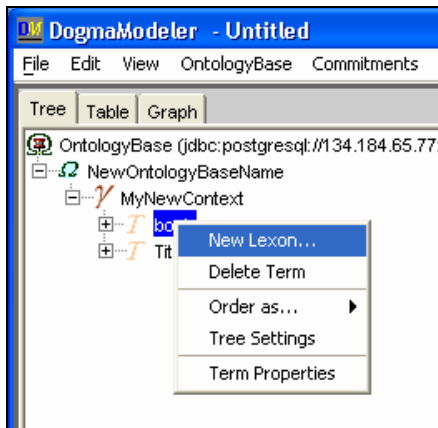 DogmaModeler - Untitled
File Edit View OntologyBase Commitments
Tree Table Graph
OntologyBase (jdbc:postgresql://134.184.65.77:
NewOntologyBaseName
MyNewContext
New Lexon...
Tit
Delete Term
Order as...
Tree Settings
Term Properties